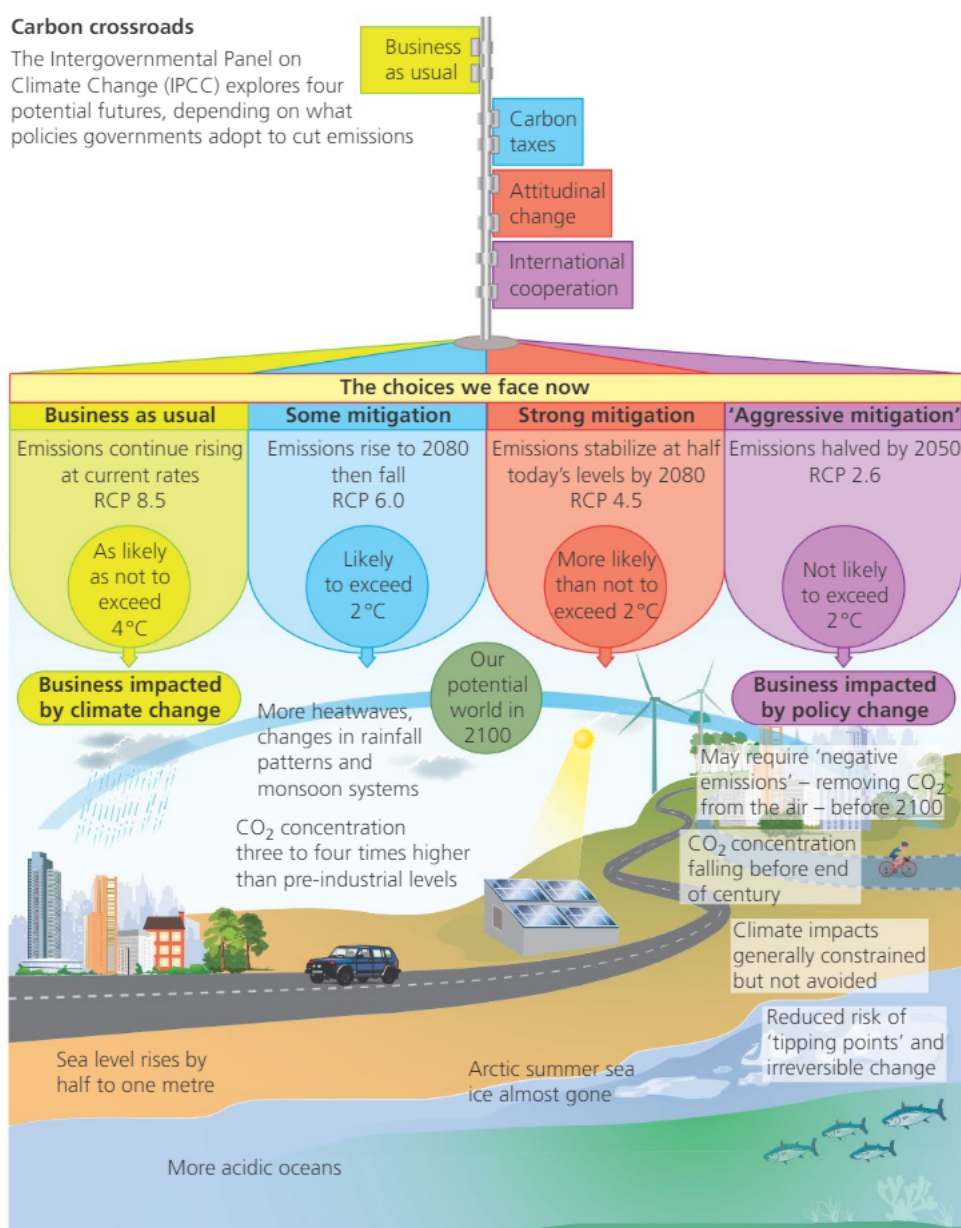 Carbon crossroads
The Intergovernmental Panel on
Climate Change (IPCC) explores four
potential futures, depending on what
policies governments adopt to cut emissions
Business
as usual
Carbon
taxes
Attitudinal
change
International
cooperation
The choices we face now
Business as usual
Emissions continue rising
at current rates
RCP 8.5
As likely
as not to
exceed
4°C
Business impacted
by climate change
Some mitigation
Emissions rise to 2080
then fall
RCP 6.0
Likely
to exceed
2°C
Strong mitigation
Emissions stabilize at half
today's levels by 2080
RCP 4.5
More likely
than not to
exceed 2°C
'Aggressive mitigation'
Emissions halved by 2050
RCP 2.6
Not likely
to exceed
2°C
Business impacted
by policy change
Our
potential
world in
2100
More heatwaves,
changes in rainfall
patterns and
monsoon systems
CO₂ concentration
three to four times higher
than pre-industrial levels
Sea level rises by
half to one metre
Arctic summer sea
ice almost gone
More acidic oceans
May require 'negative
emissions' – removing CO₂
from the air – before 2100
CO₂ concentration
falling before end
of century
Climate impacts
generally constrained
but not avoided
Reduced risk of
'tipping points' and
irreversible change